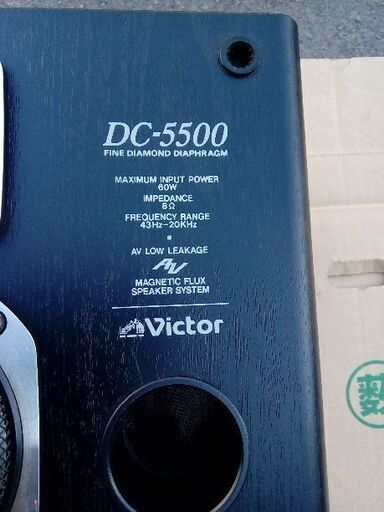 DC-5500
FINE DIAMOND DIAPHRAGM
MAXIMUM INPUT POWER
60W
IMPEDANCE
6Ω
FREQUENCY RANGE
43Hz-20KHz
AV LOW LEAKAGE
AV
MAGNETIC FLUX
SPEAKER SYSTEM
Victor